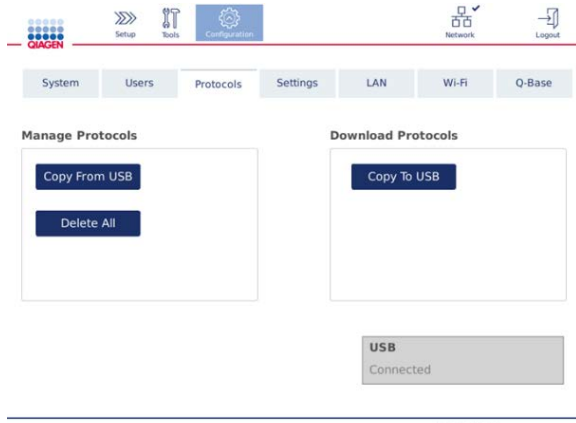 QIAGEN
Setup
Tools
Configuration
Network
Logout
System Users Protocols Settings LAN Wi-Fi Q-Base
Manage Protocols Download Protocols
Copy From USB Copy To USB
Delete All
USB
Connected